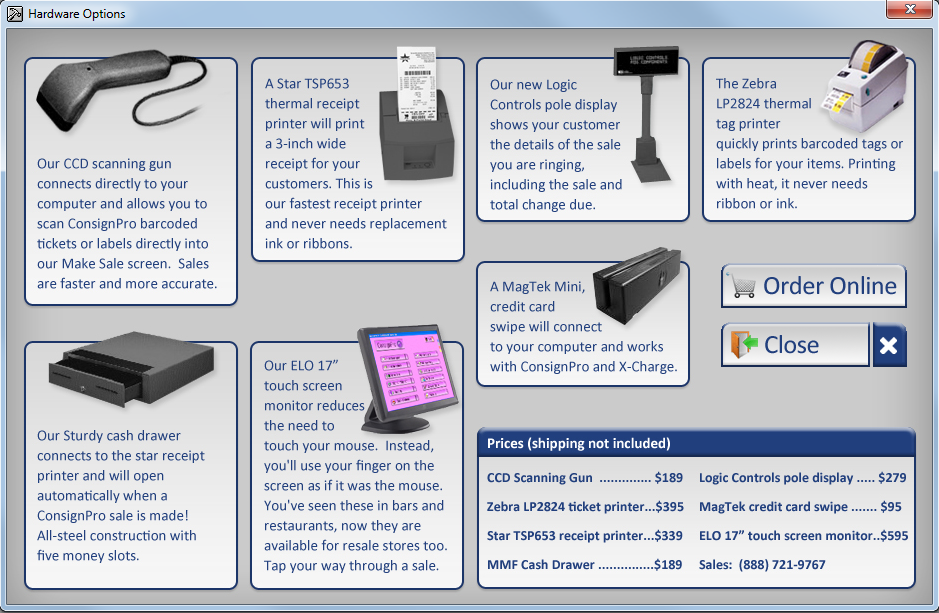 Hardware Options
Our CCD scanning gun
connects directly to your
computer and allows you to
scan ConsignPro barcoded
tickets or labels directly into
our Make Sale screen.  Sales
are faster and more accurate.
A Star TSP653
thermal receipt
printer will print
a 3-inch wide
receipt for your
customers. This is
our fastest receipt printer
and never needs replacement
ink or ribbons.
LOGIC CONTROLS
POS COMPONENTS
Our new Logic
Controls pole display
shows your customer
the details of the sale
you are ringing,
including the sale and
total change due.
The Zebra
LP2824 thermal
tag printer
quickly prints barcoded tags or
labels for your items. Printing
with heat, it never needs
ribbon or ink.
A MagTek Mini,
credit card
swipe will connect
to your computer and works
with ConsignPro and X-Charge.
Order Online
Close
Our Sturdy cash drawer
connects to the star receipt
printer and will open
automatically when a
ConsignPro sale is made!
All-steel construction with
five money slots.
Our ELO 17”
touch screen
monitor reduces
the need to
touch your mouse.  Instead,
you'll use your finger on the
screen as if it was the mouse.
You've seen these in bars and
restaurants, now they are
available for resale stores too.
Tap your way through a sale.
Prices (shipping not included)
CCD Scanning Gun .............. $189
Zebra LP2824 ticket printer...$395
Star TSP653 receipt printer...$339
MMF Cash Drawer ..............$189
Logic Controls pole display ..... $279
MagTek credit card swipe ....... $95
ELO 17” touch screen monitor..$595
Sales:  (888) 721-9767